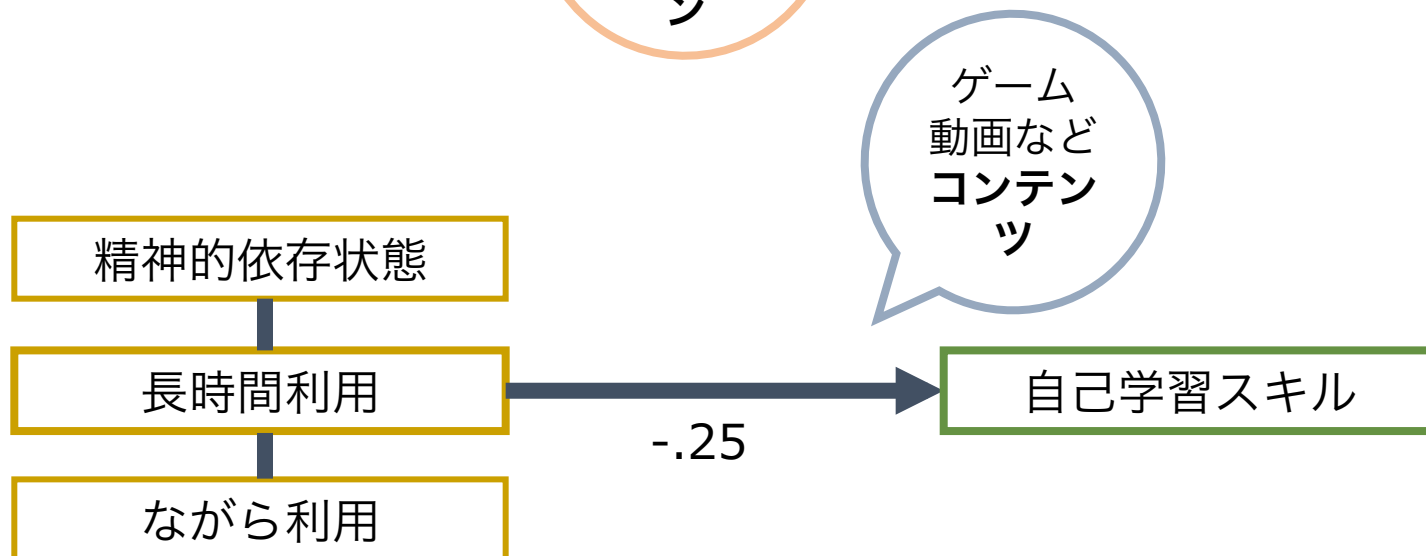 ン
ゲーム
動画など
コンテン
ツ
精神的依存状態
長時間利用
自己学習スキル
-.25
ながら利用